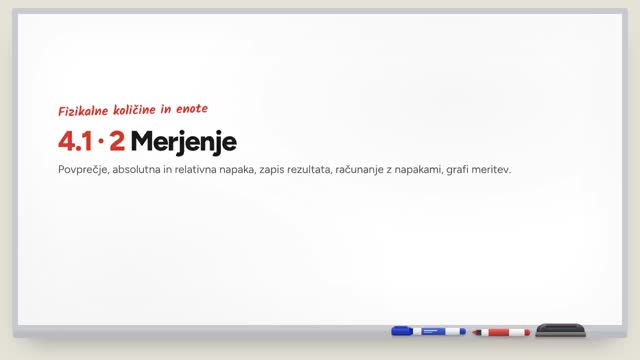 Fizikalne količine in enote
4.1 · 2 Merjenje
Povprečje, absolutna in relativna napaka, zapis rezultata, računanje z napakami, grafi meritev.